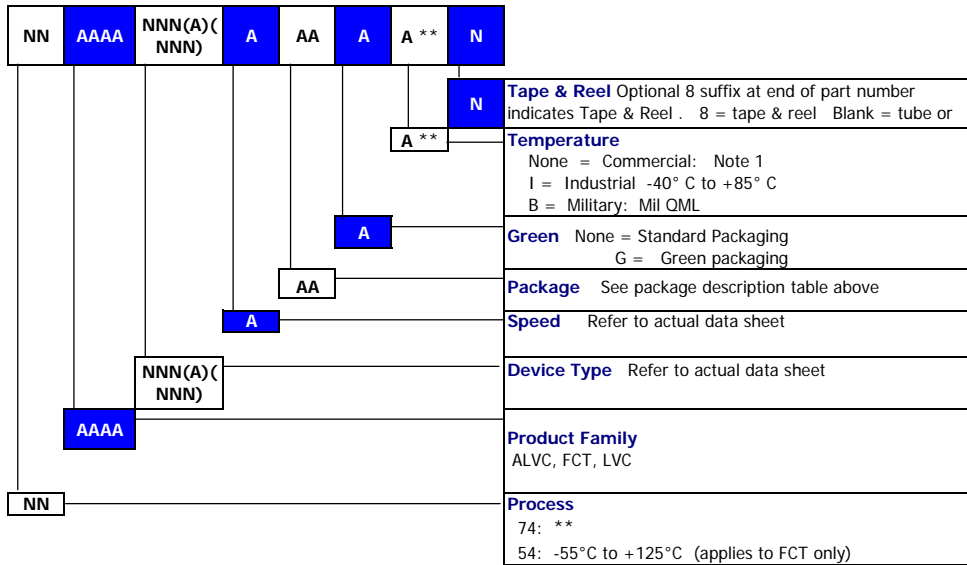 NN AAAA NNN(A)( A AA A A ** N
NNN)
N
Tape & Reel Optional 8 suffix at end of part number
indicates Tape & Reel . 8 = tape & reel Blank = tube or
A **
Temperature
None = Commercial: Note 1
I = Industrial -40° C to +85° C
B = Military: Mil QML
A
Green None = Standard Packaging
G = Green packaging
AA
Package See package description table above
A
Speed Refer to actual data sheet
NNN(A)(
NNN)
Device Type Refer to actual data sheet
AAAA
Product Family
ALVC, FCT, LVC
NN
Process
74: **
54: -55°C to +125°C (applies to FCT only)